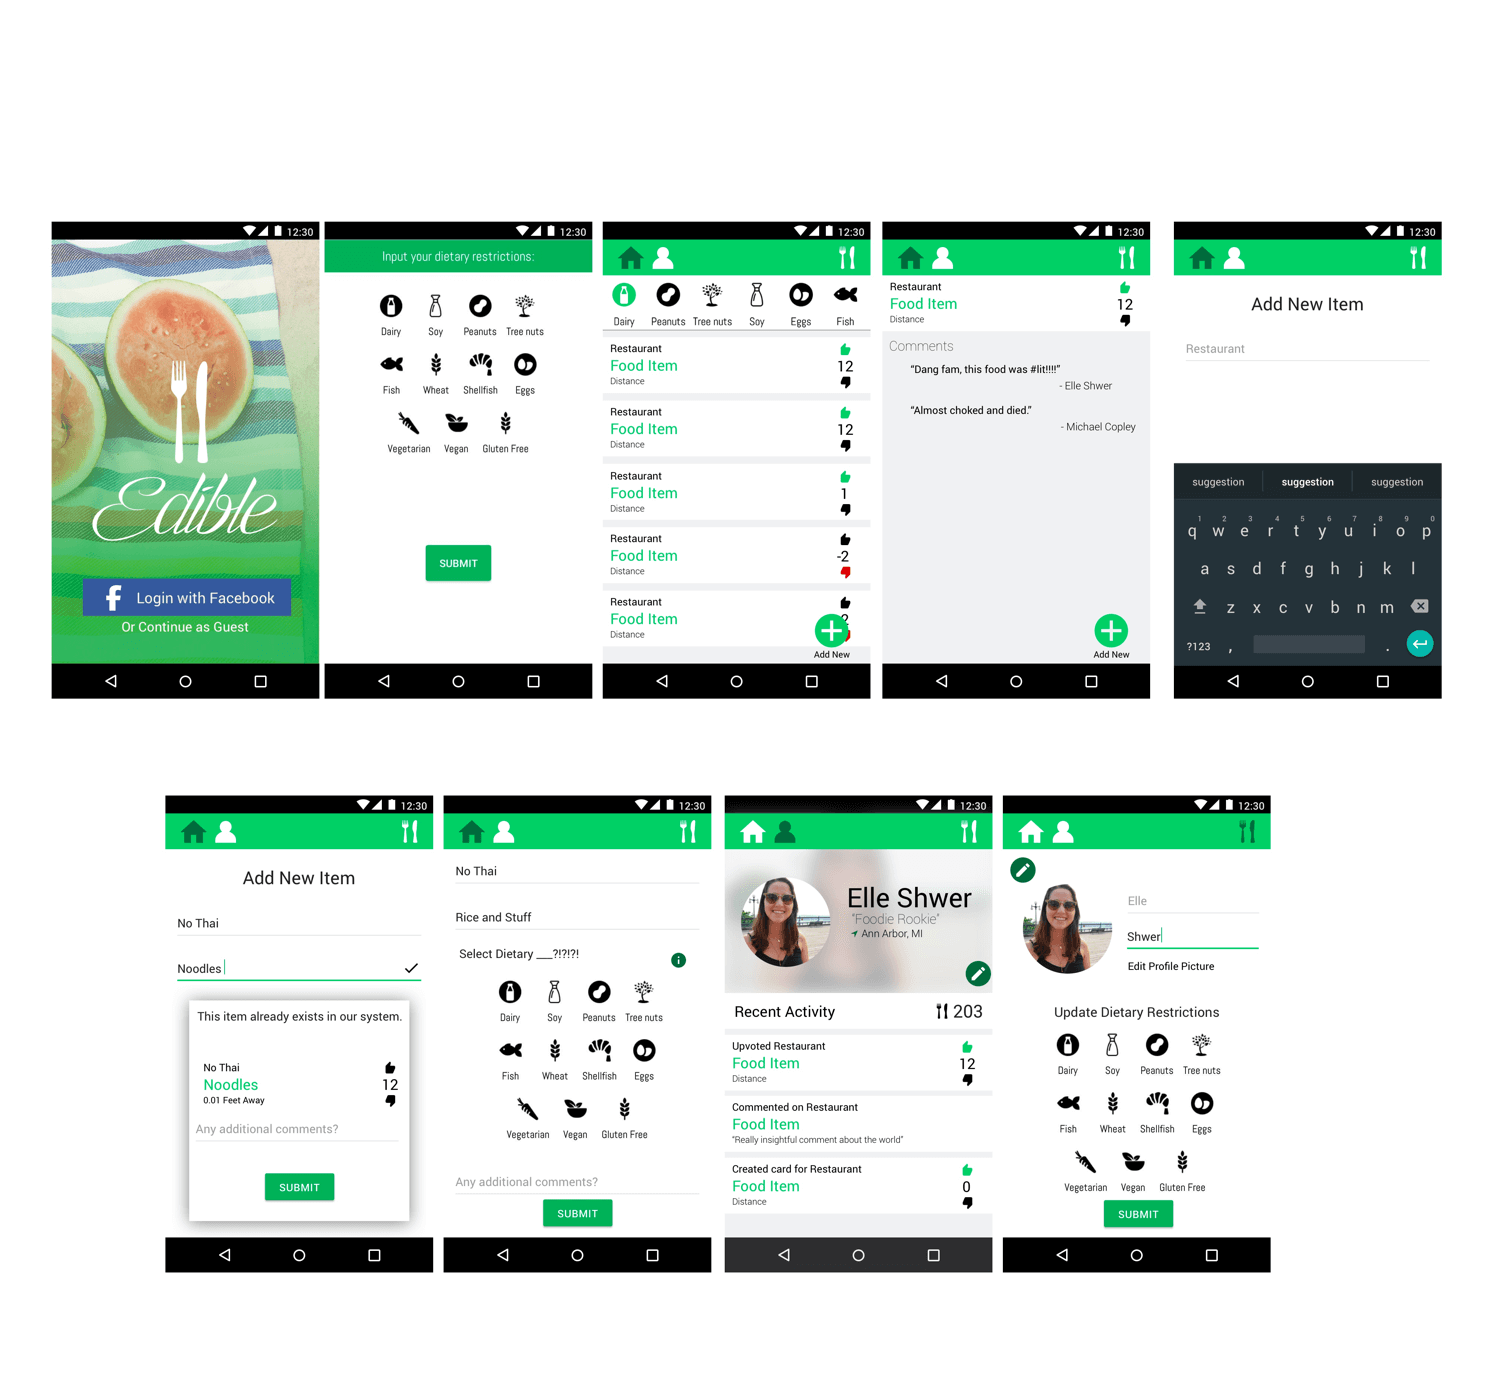 12:30
Edible
f Login with Facebook
Or Continue as Guest
12:30
Input your dietary restrictions:
Dairy Soy Peanuts Tree nuts
Fish Wheat Shellfish Eggs
Vegetarian Vegan Gluten Free
SUBMIT
12:30
Dairy Peanuts Tree nuts Soy Eggs Fish
Restaurant
Food Item 12
Distance
Restaurant
Food Item 12
Distance
Restaurant
Food Item 1
Distance
Restaurant
Food Item -2
Distance
Restaurant
Food Item 2
Distance
Add New
12:30
Restaurant
Food Item 12
Distance
Comments
“Dang fam, this food was #lit!!!!”
- Elle Shwer
“Almost choked and died.”
- Michael Copley
Add New
12:30
Add New Item
Restaurant
suggestion suggestion suggestion
1 2 3 4 5 6 7 8 9 0
q w e r t y u i o p
a s d f g h j k l
z x c v b n m
?123 , .
12:30
Add New Item
No Thai
Noodles
This item already exists in our system.
No Thai
Noodles 12
0.01 Feet Away
Any additional comments?
SUBMIT
12:30
No Thai
Rice and Stuff
Select Dietary ___?!?!?!
i
Dairy Soy Peanuts Tree nuts
Fish Wheat Shellfish Eggs
Vegetarian Vegan Gluten Free
Any additional comments?
SUBMIT
12:30
Elle Shwer
"Foodie Rookie"
Ann Arbor, MI
Recent Activity 203
Upvoted Restaurant
Food Item 12
Distance
Commented on Restaurant
Food Item
“Really insightful comment about the world”
Created card for Restaurant
Food Item 0
Distance
12:30
Elle
Shwer
Edit Profile Picture
Update Dietary Restrictions
Dairy Soy Peanuts Tree nuts
Fish Wheat Shellfish Eggs
Vegetarian Vegan Gluten Free
SUBMIT